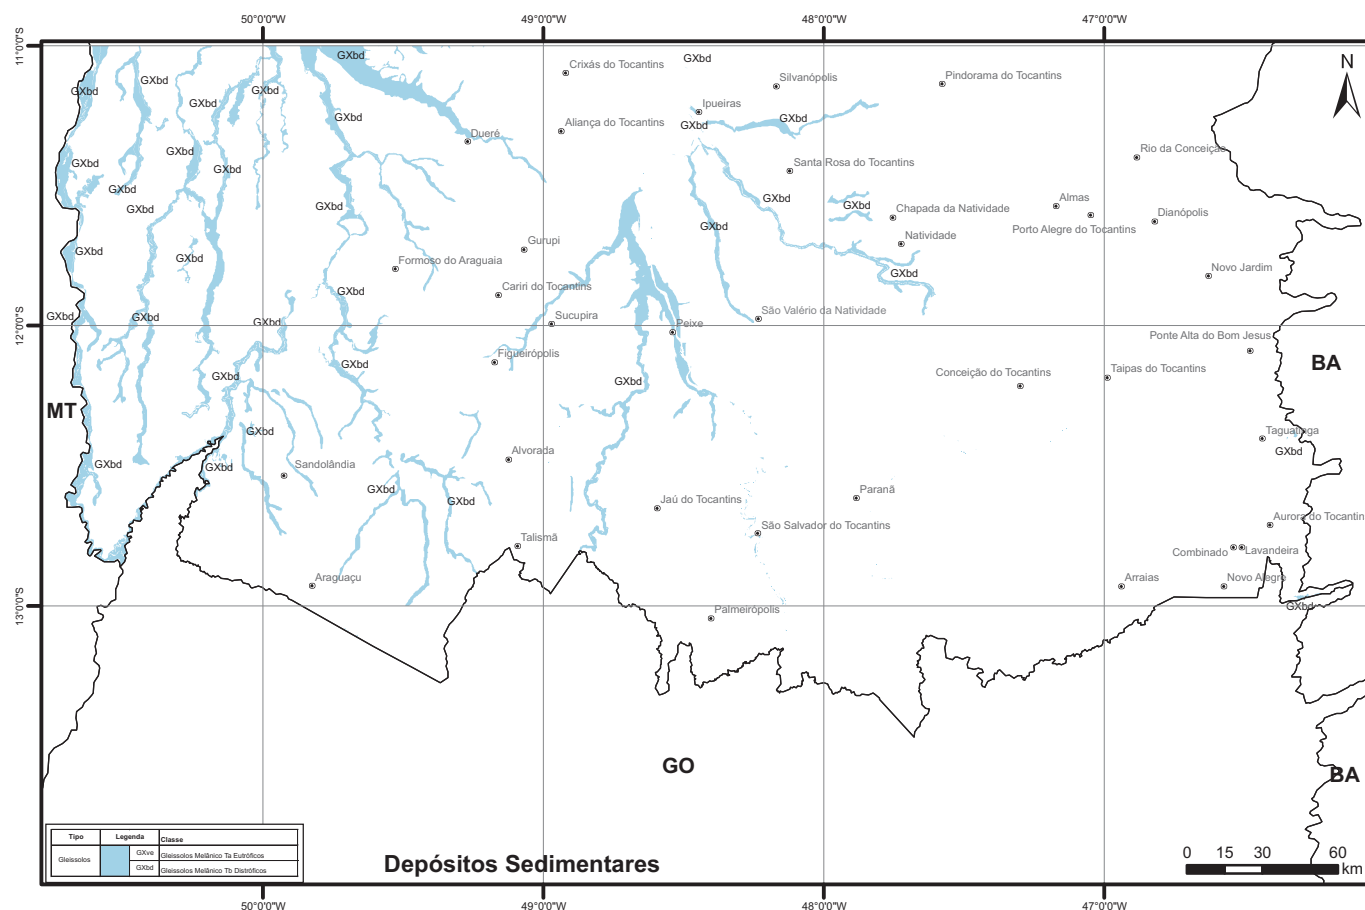 50°0'0"W
49°0'0"W
48°0'0"W
47°0'0"W
11°0'0"S
12°0'0"S
13°0'0"S
N
GXbd
GXbd
Crixás do Tocantins
Silvanópolis
Pindorama do Tocantins
GXbd
GXbd
GXbd
GXbd
Ipueiras
GXbd
GXbd
GXbd
GXbd
Aliança do Tocantins
Dueré
Rio da Conceição
GXbd
GXbd
GXbd
Santa Rosa do Tocantins
GXbd
GXbd
GXbd
GXbd
GXbd
GXbd
Almas
Chapada da Natividade
Dianópolis
GXbd
Porto Alegre do Tocantins
Natividade
Gurupi
GXbd
GXbd
Formoso do Araguaia
GXbd
Novo Jardim
Cariri do Tocantins
GXbd
São Valério da Natividade
Sucupira
GXbd
GXbd
GXbd
Peixe
Ponte Alta do Bom Jesus
Figueirópolis
GXbd
BA
Conceição do Tocantins
Taipas do Tocantins
GXbd
GXbd
MT
GXbd
Taguatinga
GXbd
Alvorada
GXbd
GXbd
Sandolândia
GXbd
GXbd
Jaú do Tocantins
Paranã
São Salvador do Tocantins
Aurora do Tocantin
Talismã
Combinado
Lavandeira
Araguaçu
Arraias
Novo Alegre
GXbd
Palmeirópolis
GO
BA
Tipo Legenda Classe
Gleissolos
GXve Gleissolos Melânico Ta Eutróficos
GXbd Gleissolos Melânico Tb Distróficos
Depósitos Sedimentares
0 15 30 60
km
50°0'0"W
49°0'0"W
48°0'0"W
47°0'0"W